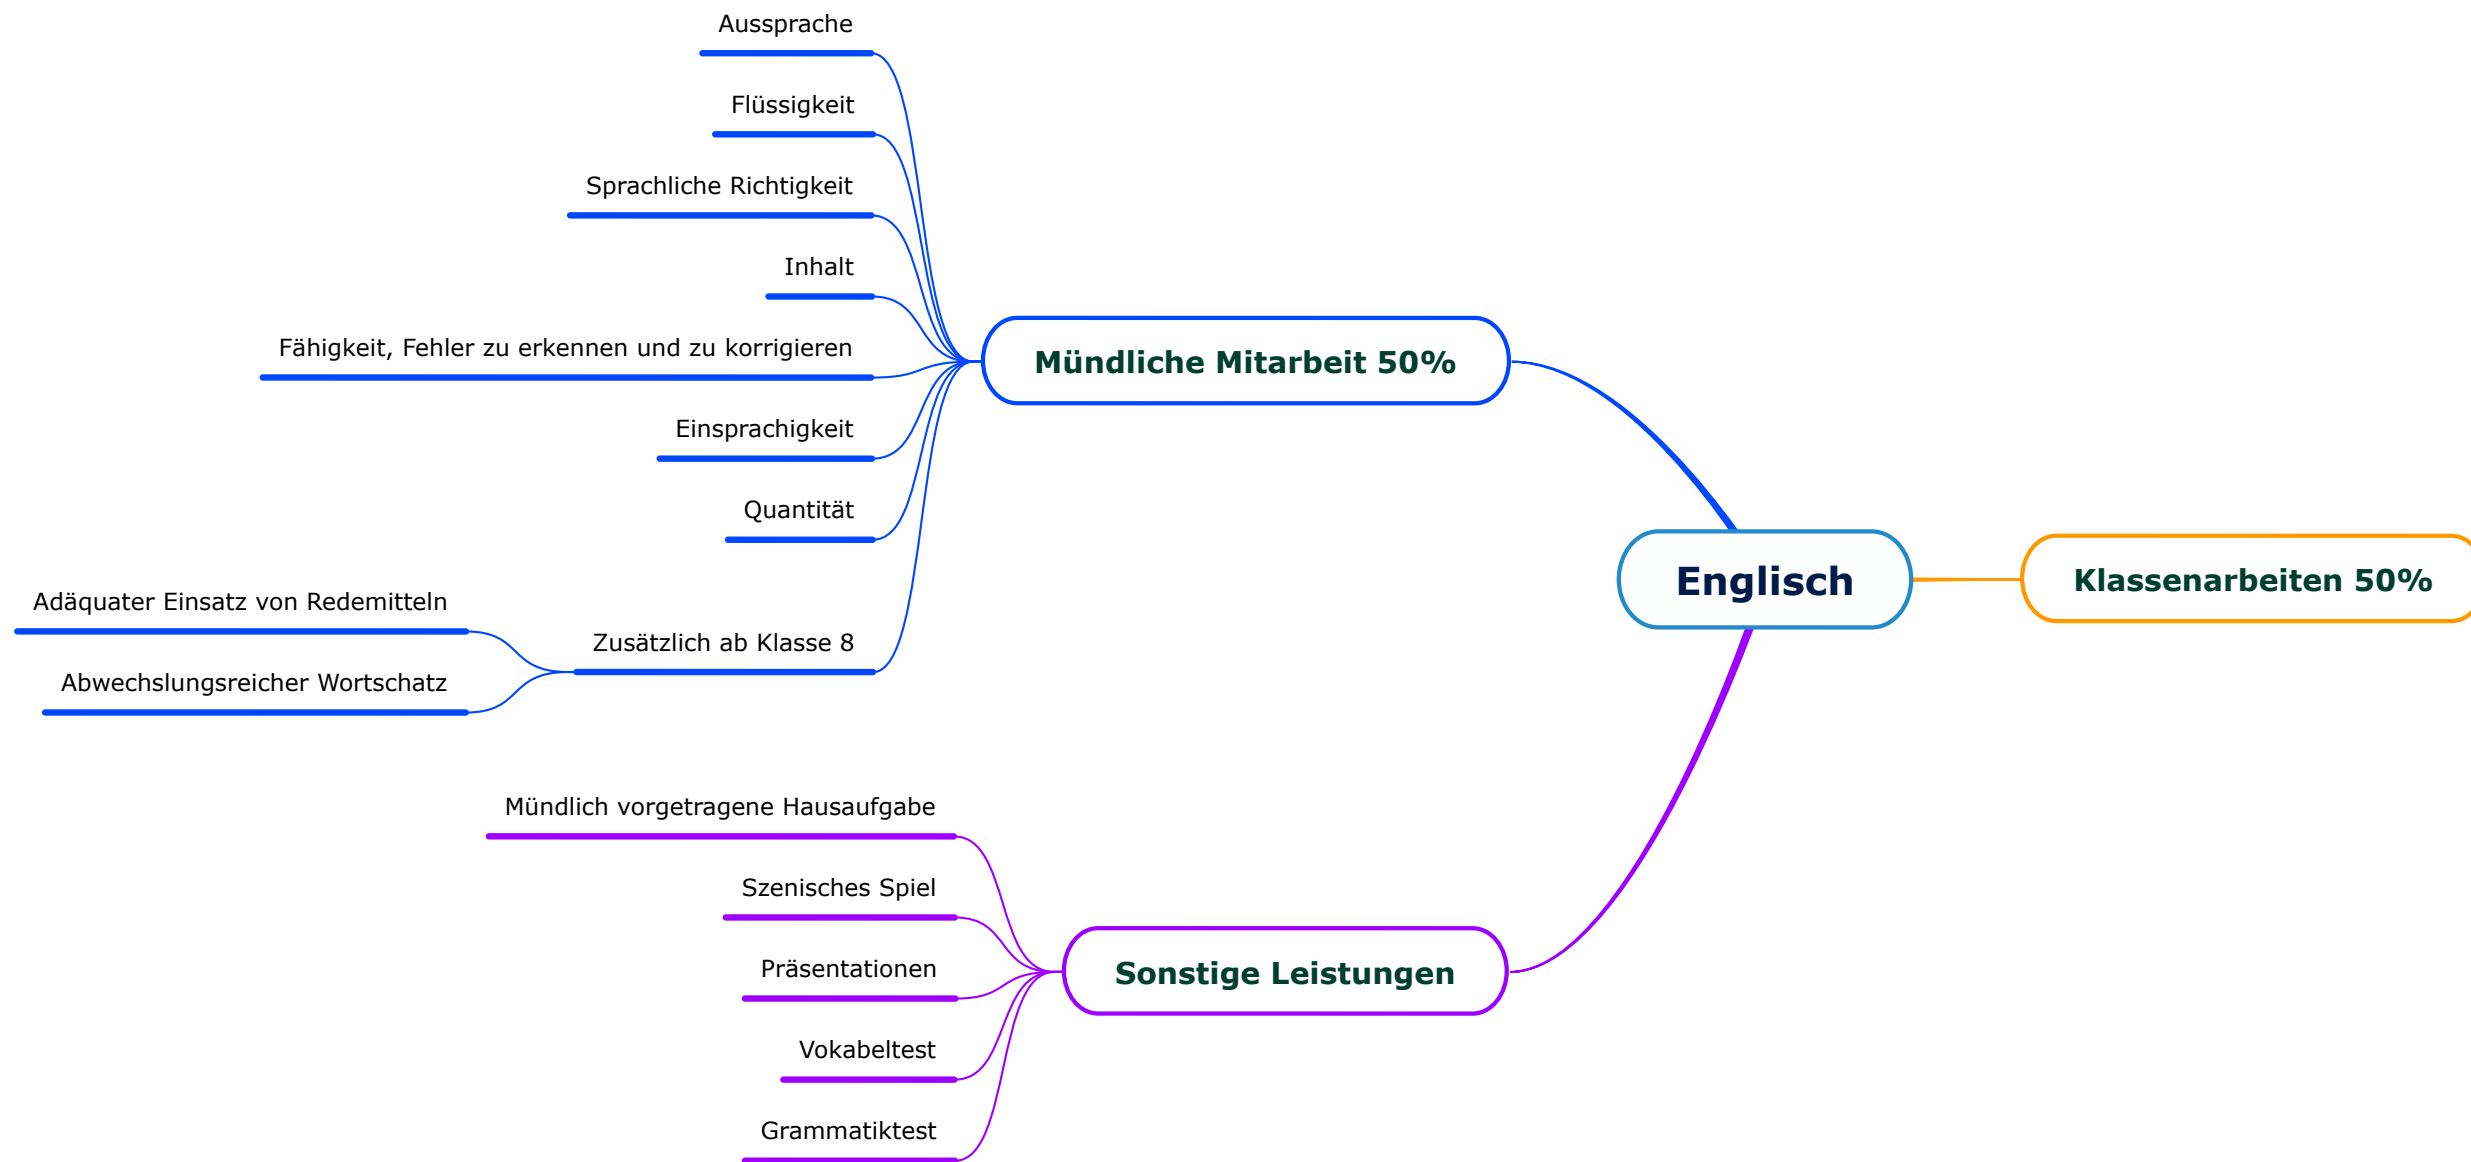 Aussprache
Flüssigkeit
Sprachliche Richtigkeit
Inhalt
Fähigkeit, Fehler zu erkennen und zu korrigieren
Einsprachigkeit
Quantität
Zusätzlich ab Klasse 8
Adäquater Einsatz von Redemitteln
Abwechslungsreicher Wortschatz
Mündliche Mitarbeit 50%
Englisch
Klassenarbeiten 50%
Mündlich vorgetragene Hausaufgabe
Szenisches Spiel
Präsentationen
Vokabeltest
Grammatiktest
Sonstige Leistungen